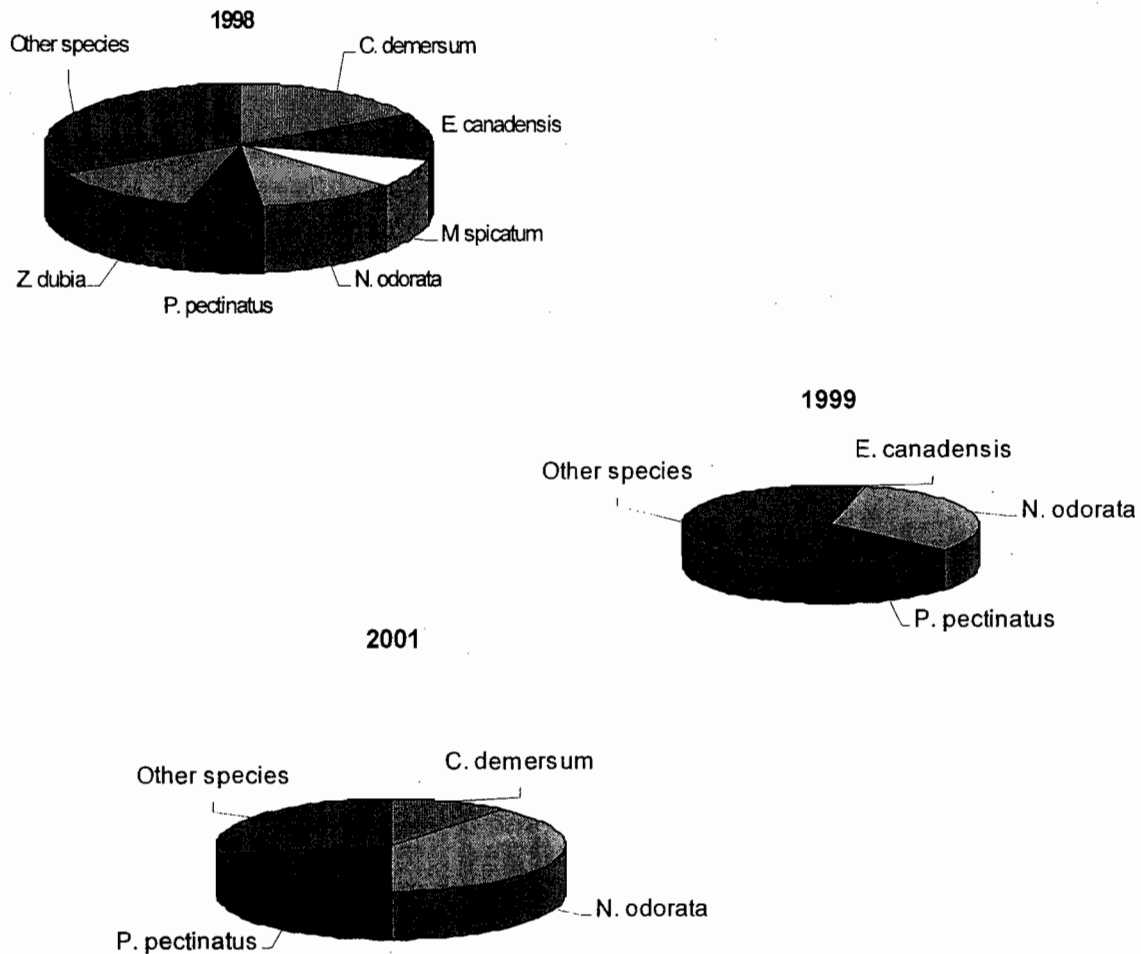 1998
Other species
C. demersum
E. canadensis
M spicatum
N. odorata
Z. dubia
P. pectinatus
1999
E. canadensis
Other species
N. odorata
P. pectinatus
2001
C. demersum
Other species
N. odorata
P. pectinatus